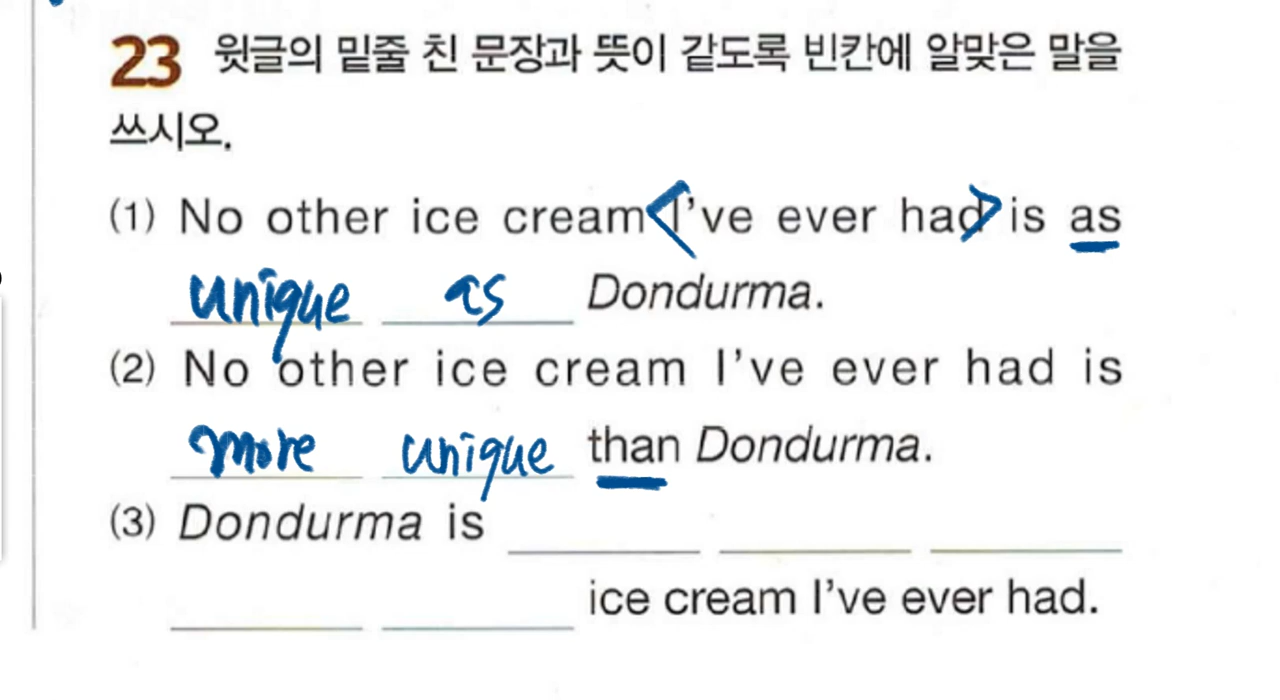 23 윗글의 밑줄 친 문장과 뜻이 같도록 빈칸에 알맞은 말을
쓰시오.
(1) No other ice cream <I've ever had> is as
unique as Dondurma.
(2) No other ice cream I've ever had is
more unique than Dondurma.
(3) Dondurma is
ice cream I've ever had.